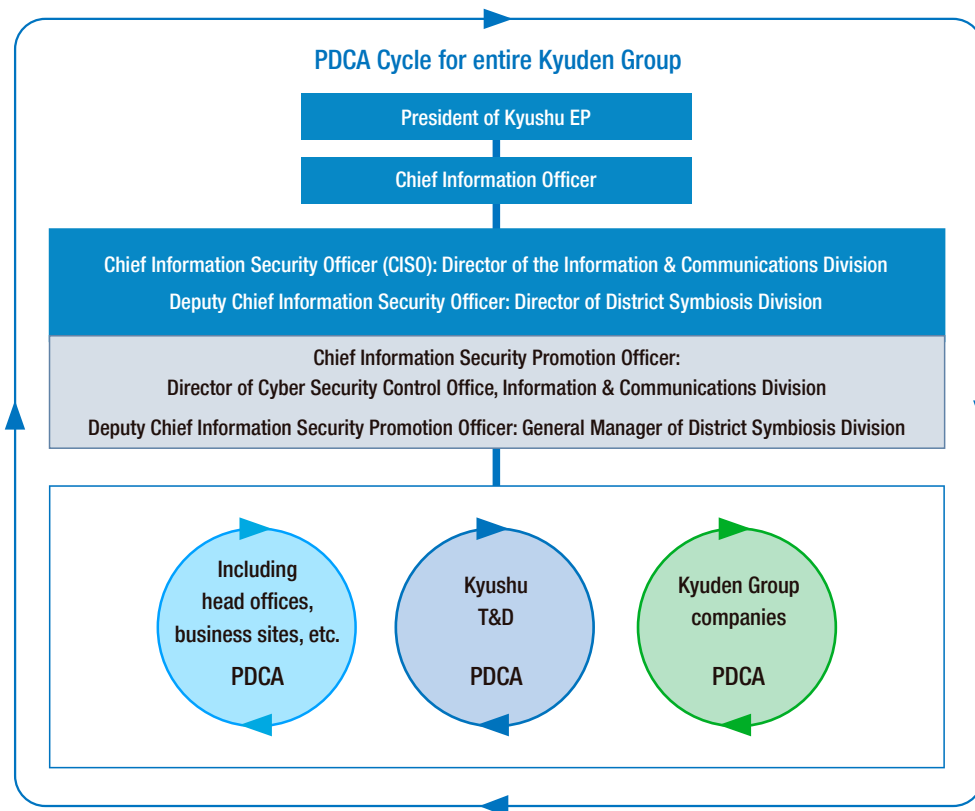 PDCA Cycle for entire Kyuden Group
President of Kyushu EP
Chief Information Officer
Chief Information Security Officer (CISO): Director of the Information & Communications Division
Deputy Chief Information Security Officer: Director of District Symbiosis Division
Chief Information Security Promotion Officer:
Director of Cyber Security Control Office, Information & Communications Division
Deputy Chief Information Security Promotion Officer: General Manager of District Symbiosis Division
Including
head offices,
business sites, etc.
PDCA
Kyushu
T&D
PDCA
Kyuden Group
companies
PDCA